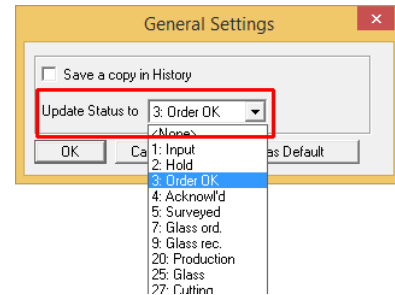 General Settings
Save a copy in History
Update Status to 3: Order OK
<None>
OK Ca as Default
1: Input
2: Hold
3: Order OK
4: Acknowl'd
5: Surveyed
7: Glass ord.
9: Glass rec.
20: Production
25: Glass
27: Cutting